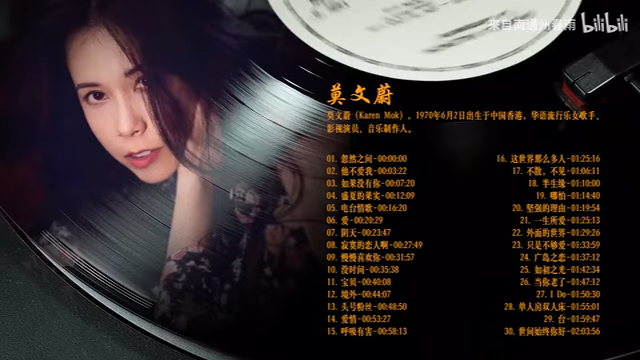 来自南通州春雨 bilibili
莫文蔚
莫文蔚（Karen Mok），1970年6月2日出生于中国香港，华语流行乐女歌手、
影视演员、音乐制作人。
01. 忽然之间-00:00:00
02. 他不爱我-00:03:22
03. 如果没有你-00:07:20
04. 盛夏的果实-00:12:09
05. 电台情歌-00:16:20
06. 爱-00:20:29
07. 阴天-00:23:47
08. 寂寞的恋人啊-00:27:49
09. 慢慢喜欢你-00:31:57
10. 没时间-00:35:38
11. 宝贝-00:40:08
12. 境外-00:44:07
13. 头号粉丝-00:48:50
14. 爱情-00:53:27
15. 呼吸有害-00:58:13
16. 这世界那么多人-01:25:16
17. 不散，不见-01:06:11
18. 半生缘-01:10:00
19. 哪怕-01:14:40
20. 坚强的理由-01:19:54
21. 一生所爱-01:25:13
22. 外面的世界-01:29:26
23. 只是不够爱-01:33:59
24. 广岛之恋-01:37:12
25. 如初之光-01:42:34
26. 当你老了-01:47:12
27. I Do-01:50:30
28. 单人房双人床-01:55:01
29. 台-01:59:47
30. 世间始终你好-02:03:56